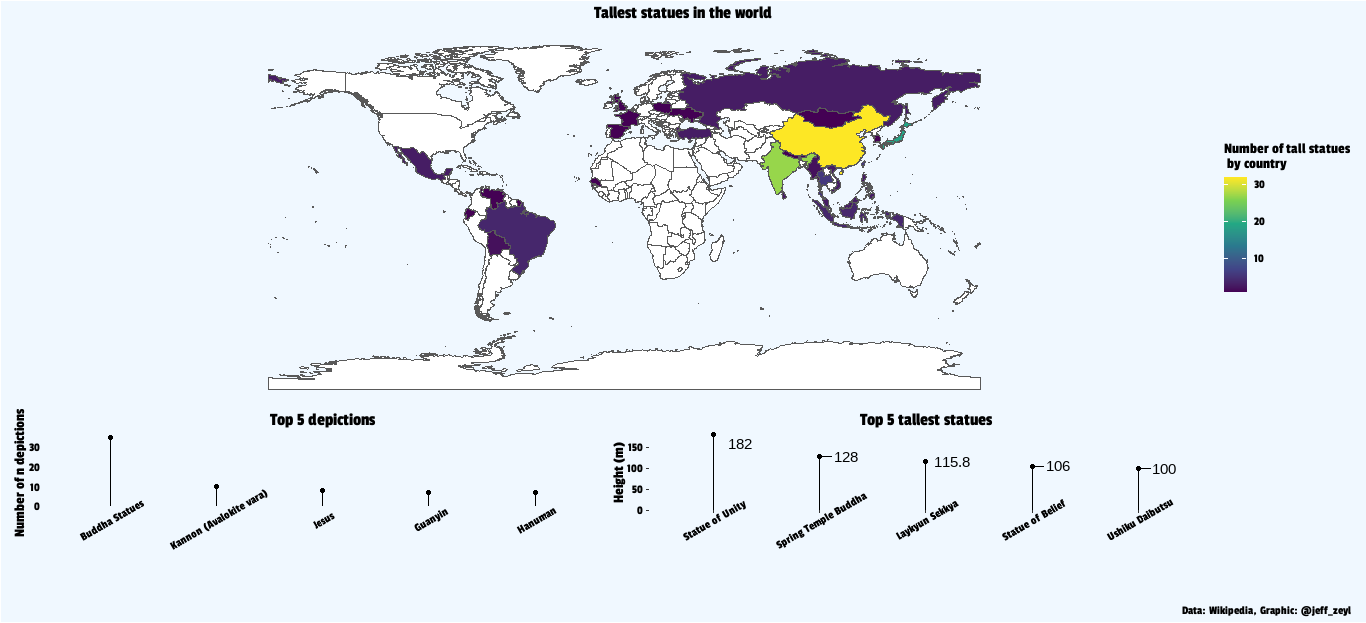 Tallest statues in the world
Number of tall statues
by country
30
20
10
Top 5 depictions
Number of n depictions
30
20
10
0
Buddha Statues
Kannon (Avalokite vara)
Jesus
Guanyin
Hanuman
Top 5 tallest statues
Height (m)
150
100
50
0
182
128
115.8
106
100
Statue of Unity
Spring Temple Buddha
Laykyun Sekkya
Statue of Belief
Ushiku Daibutsu
Data: Wikipedia, Graphic: @jeff_zeyl